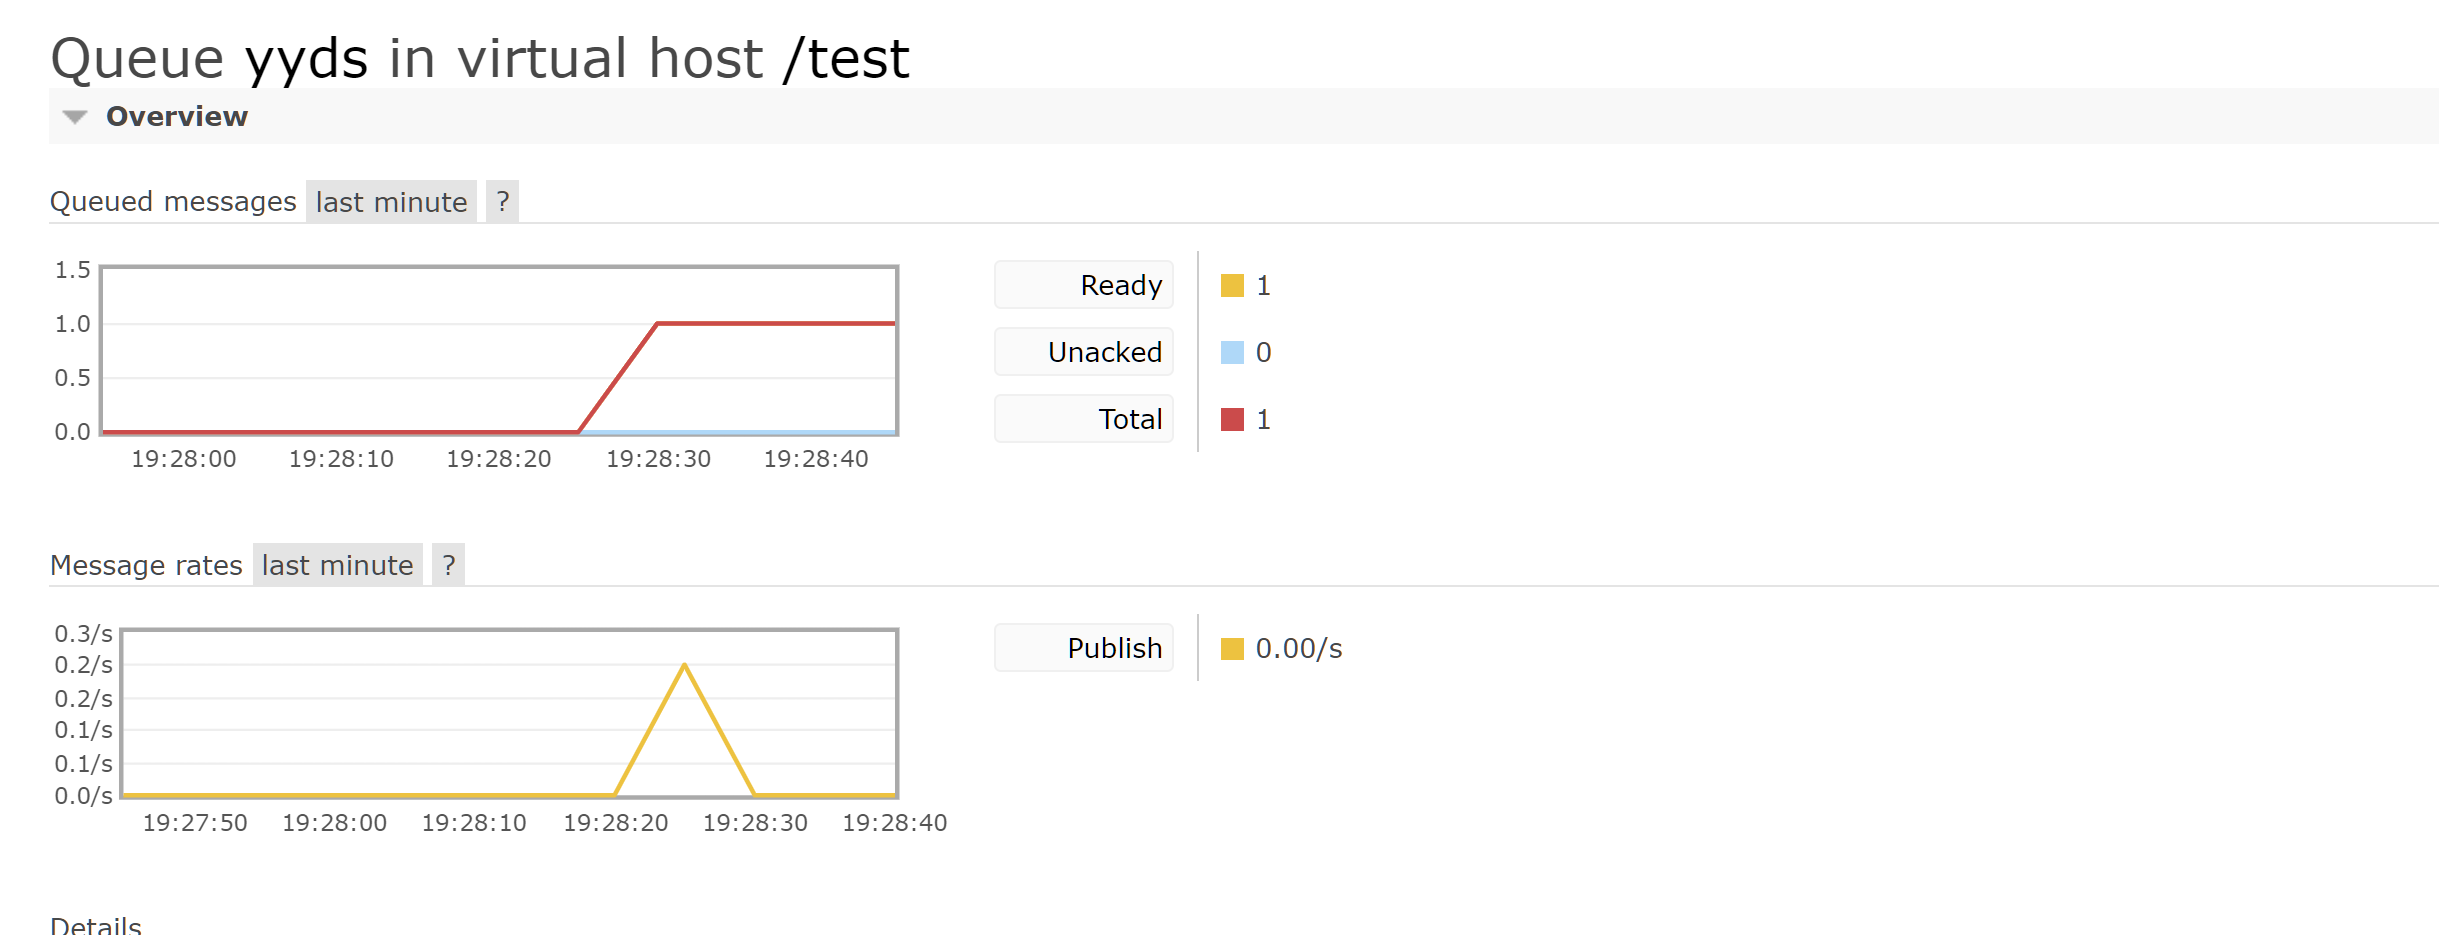 Queue yyds in virtual host /test
Overview
Queued messages last minute ?
1.5
1.0
0.5
0.0
19:28:00 19:28:10 19:28:20 19:28:30 19:28:40
Ready 1
Unacked 0
Total 1
Message rates last minute ?
0.3/s
0.2/s
0.2/s
0.1/s
0.1/s
0.0/s
19:27:50 19:28:00 19:28:10 19:28:20 19:28:30 19:28:40
Publish 0.00/s
Details